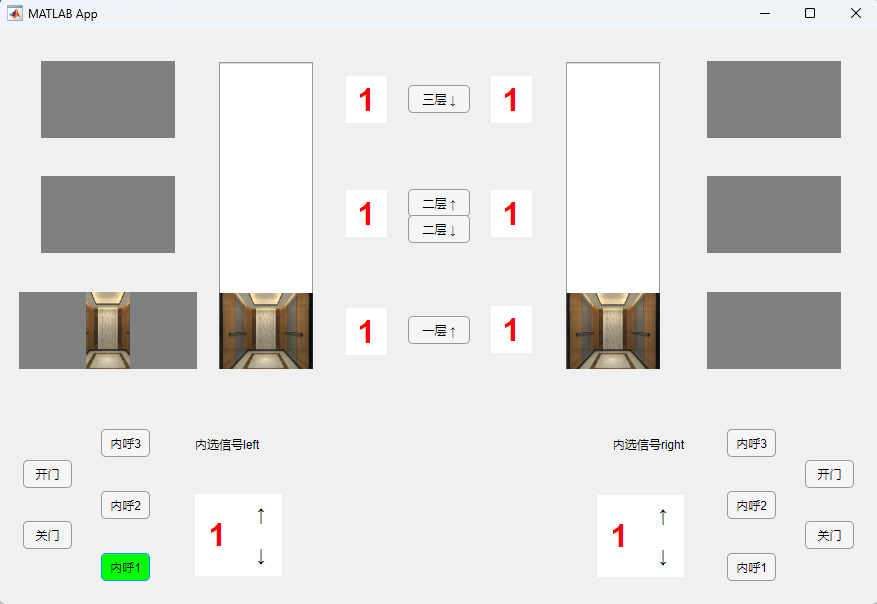 MATLAB App
1 三层↓ 1
1 二层↑ 1
二层↓
1 一层↑ 1
内呼3 内选信号left 内选信号right 内呼3
开门 开门
内呼2 内呼2
↑ ↑
关门 1 1 关门
↓ ↓
内呼1 内呼1